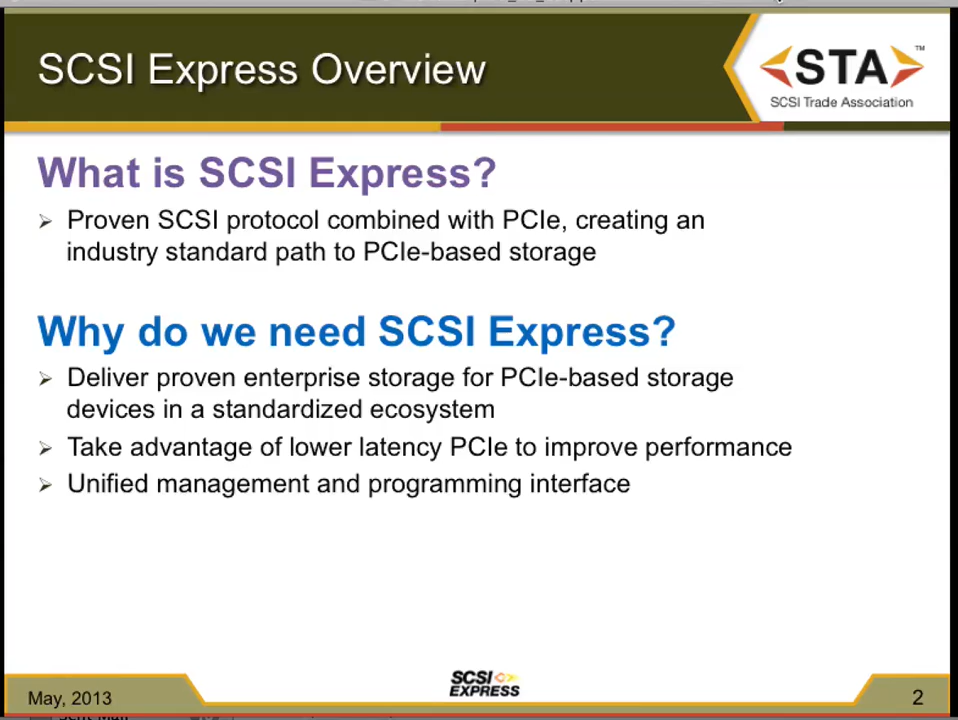 SCSI Express Overview
STA™
SCSI Trade Association
What is SCSI Express?
Proven SCSI protocol combined with PCIe, creating an
industry standard path to PCIe-based storage
Why do we need SCSI Express?
Deliver proven enterprise storage for PCIe-based storage
devices in a standardized ecosystem
Take advantage of lower latency PCIe to improve performance
Unified management and programming interface
May, 2013
SCSI
EXPRESS
2